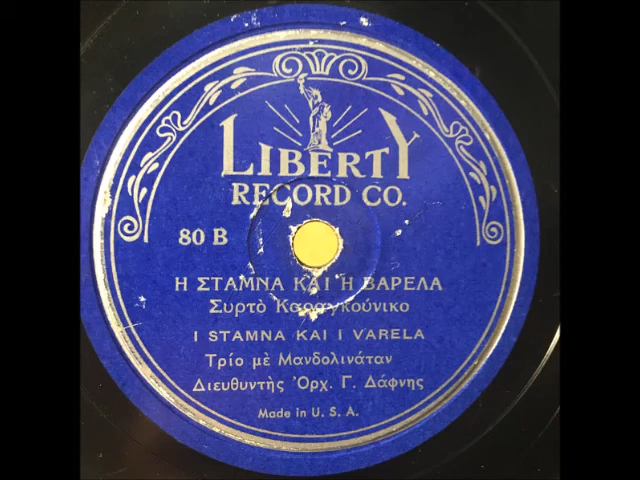 LIBERTY
RECORD CO.
80 B
Η ΣΤΑΜΝΑ ΚΑΙ Η ΒΑΡΕΛΑ
Συρτὸ Καραγκούνικο
I STAMNA KAI I VARELA
Τρίο μὲ Μανδολινάταν
Διευθυντὴς Ὀρχ. Γ. Δάφνης
Made in U. S. A.